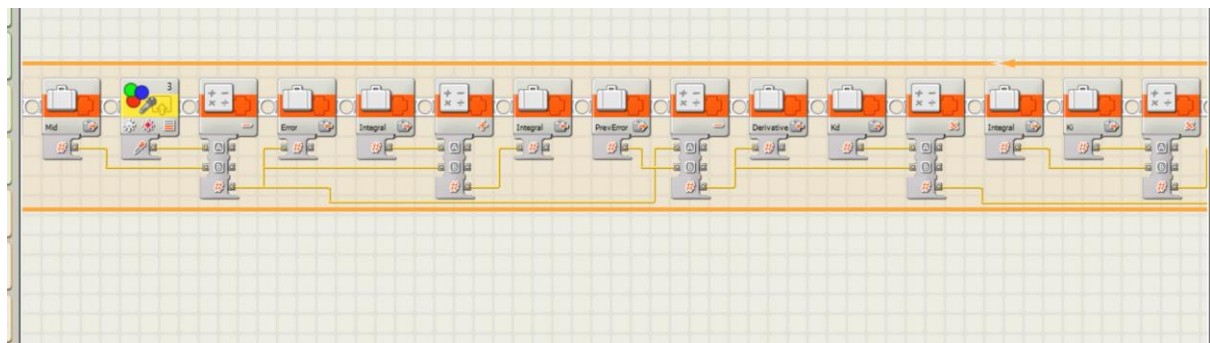 3
Mid
Error
Integral
Integral
PrevError
Derivative
Kd
Integral
Ki
A
B
A
B
A
B
A
B
A
B